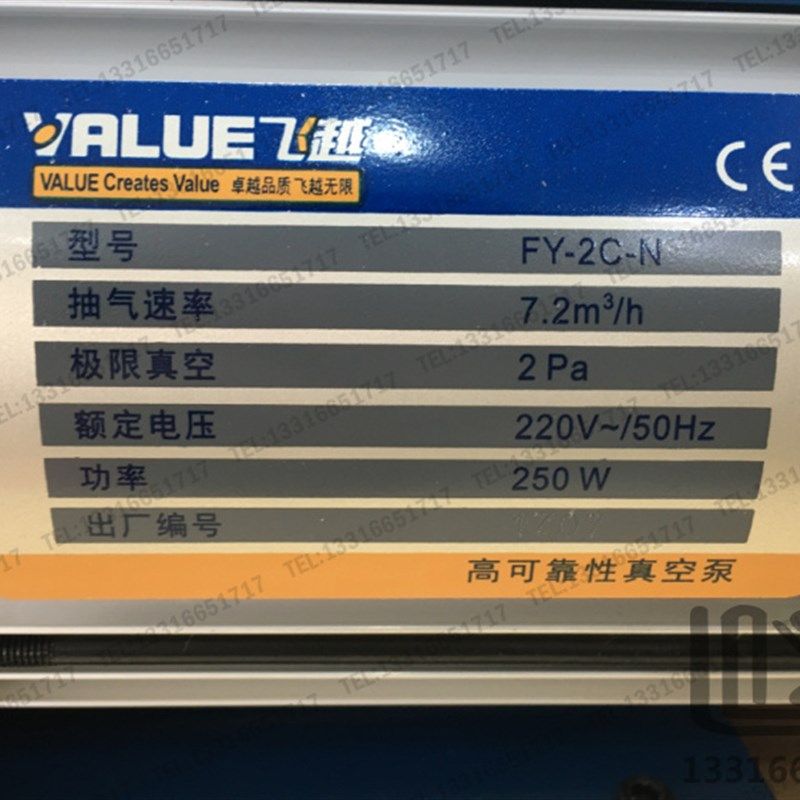 VALUE飞越
VALUE Creates Value 卓越品质 飞越无限
CE
型号 FY-2C-N
抽气速率 7.2m³/h
极限真空 2 Pa
额定电压 220V~/50Hz
功率 250 W
出厂编号
高可靠性真空泵
TEL:13316651717